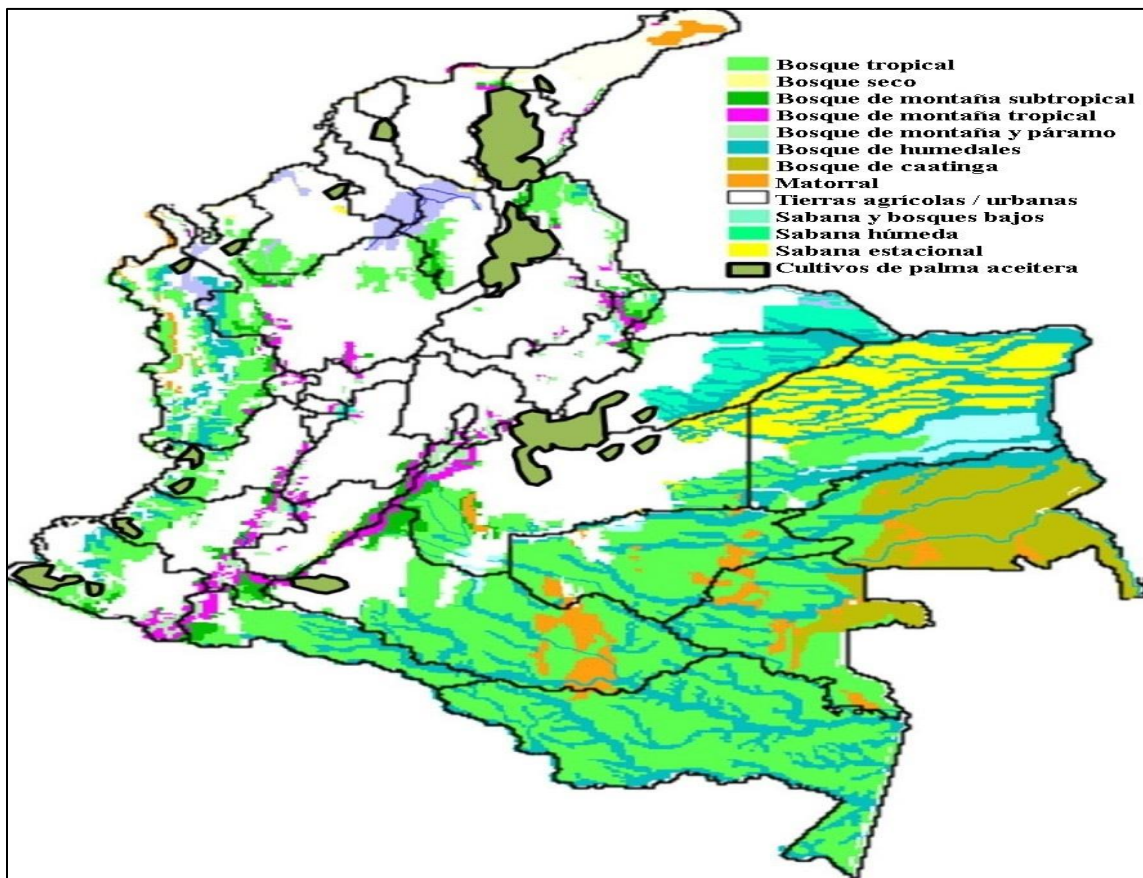 Bosque tropical
Bosque seco
Bosque de montaña subtropical
Bosque de montaña tropical
Bosque de montaña y páramo
Bosque de humedales
Bosque de caatinga
Matorral
Tierras agrícolas / urbanas
Sabana y bosques bajos
Sabana húmeda
Sabana estacional
Cultivos de palma aceitera